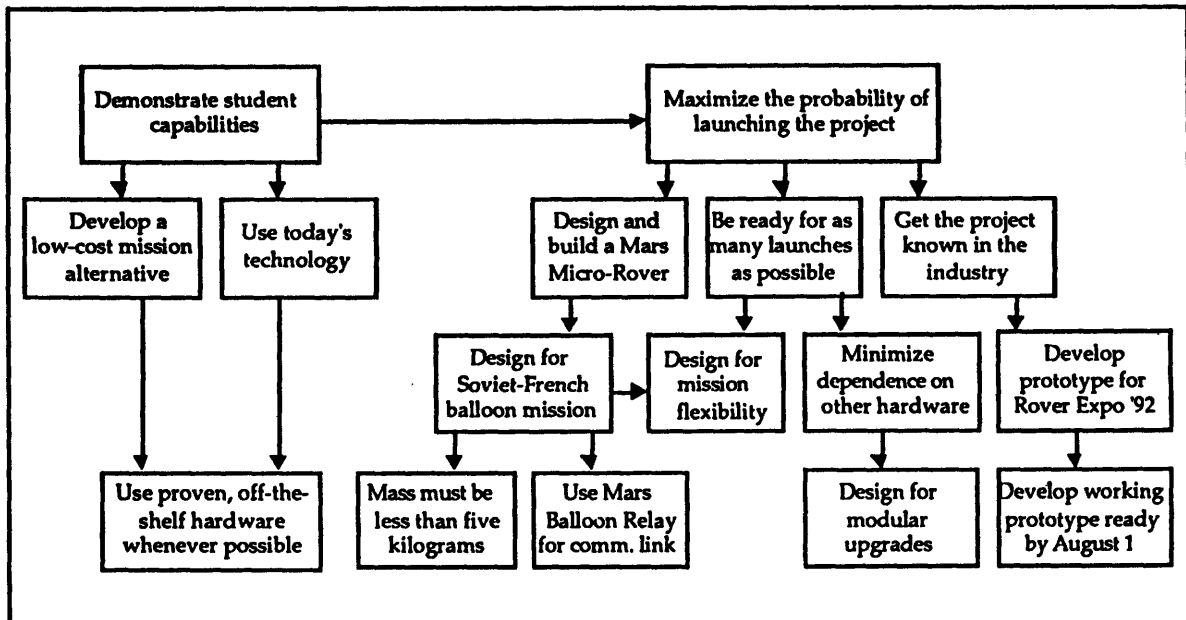 Demonstrate student
capabilities
Maximize the probability of
launching the project
Develop a
low-cost mission
alternative
Use today's
technology
Design and
build a Mars
Micro-Rover
Be ready for as
many launches
as possible
Get the project
known in the
industry
Design for
Soviet-French
balloon mission
Design for
mission
flexibility
Minimize
dependence on
other hardware
Develop
prototype for
Rover Expo '92
Use proven, off-the-
shelf hardware
whenever possible
Mass must be
less than five
kilograms
Use Mars
Balloon Relay
for comm. link
Design for
modular
upgrades
Develop working
prototype ready
by August 1